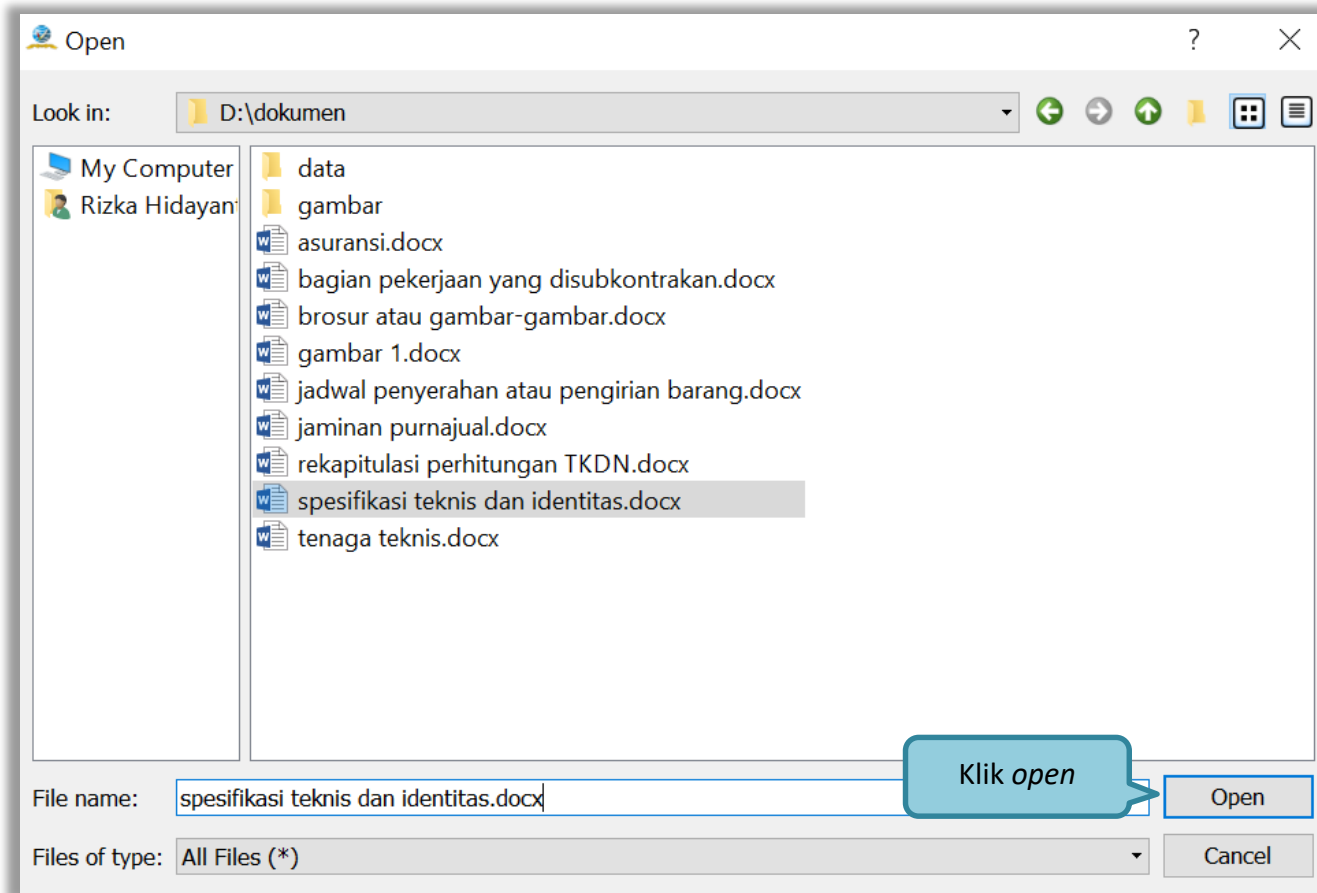 Open
?
Look in:
D:\dokumen
My Computer
Rizka Hidayan
data
gambar
asuransi.docx
bagian pekerjaan yang disubkontrakan.docx
brosur atau gambar-gambar.docx
gambar 1.docx
jadwal penyerahan atau pengirian barang.docx
jaminan purnajual.docx
rekapitulasi perhitungan TKDN.docx
spesifikasi teknis dan identitas.docx
tenaga teknis.docx
Klik open
File name:
spesifikasi teknis dan identitas.docx
Open
Files of type:
All Files (*)
Cancel